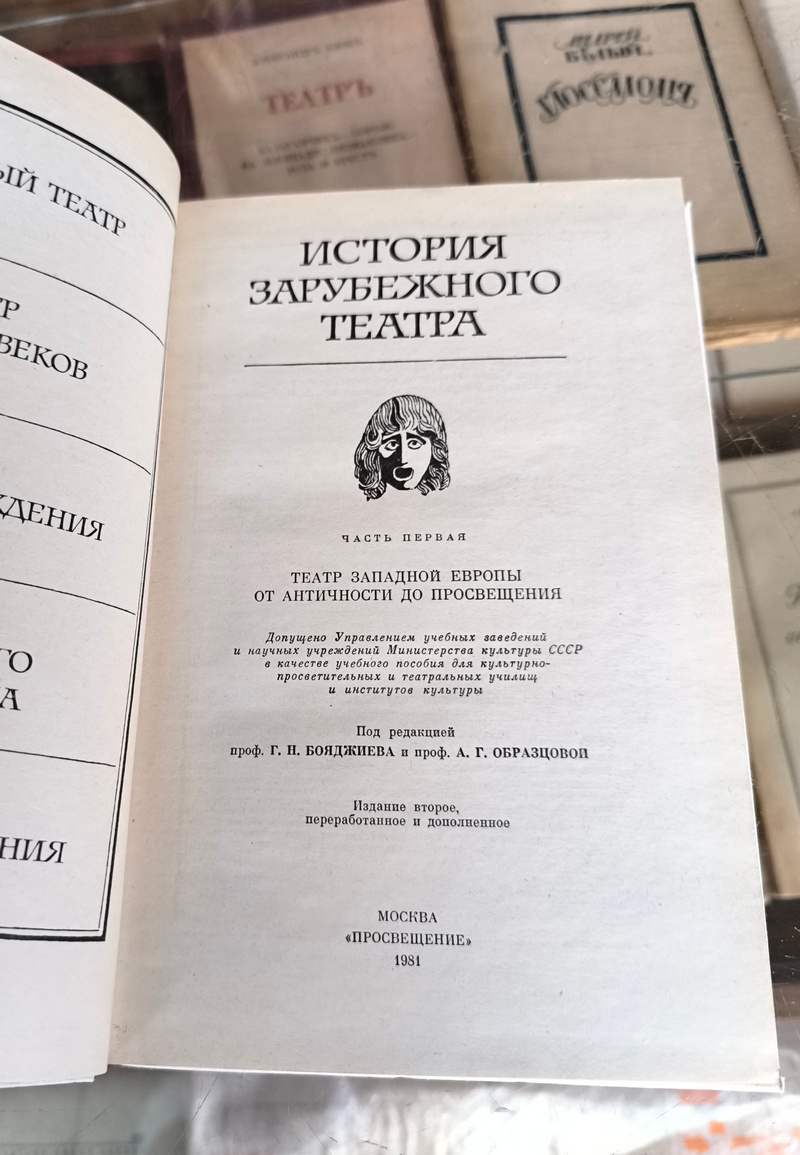 ТЕАТРЪ
ЫЙ ТЕАТР
ВЕКОВ
ЖДЕНИЯ
ГО
НИЯ
ИСТОРИЯ
ЗАРУБЕЖНОГО
ТЕАТРА
ЧАСТЬ ПЕРВАЯ
ТЕАТР ЗАПАДНОЙ ЕВРОПЫ
ОТ АНТИЧНОСТИ ДО ПРОСВЕЩЕНИЯ
Допущено Управлением учебных заведений
и научных учреждений Министерства культуры СССР
в качестве учебного пособия для культурно-
просветительных и театральных училищ
и институтов культуры
Под редакцией
проф. Г. Н. БОЯДЖИЕВА и проф. А. Г. ОБРАЗЦОВОЙ
Издание второе,
переработанное и дополненное
МОСКВА
«ПРОСВЕЩЕНИЕ»
1981